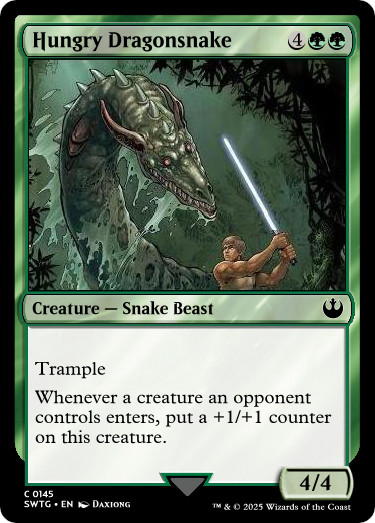 Hungry Dragonsnake 4
Creature — Snake Beast
Trample
Whenever a creature an opponent
controls enters, put a +1/+1 counter
on this creature.
4/4
C 0145
SWTG • EN Daxiong
™ & © 2025 Wizards of the Coast